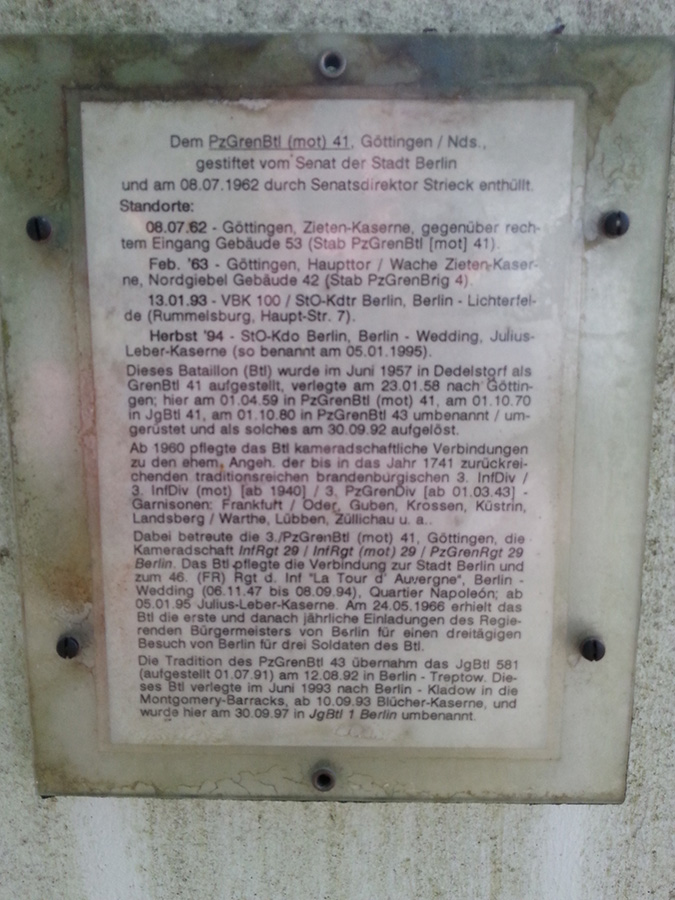 Dem PzGrenBtl (mot) 41, Göttingen / Nds.,
gestiftet vom Senat der Stadt Berlin
und am 08.07.1962 durch Senatsdirektor Strieck enthüllt.
Standorte:
08.07.62 - Göttingen, Zieten-Kaserne, gegenüber rech-
tem Eingang Gebäude 53 (Stab PzGrenBtl [mot] 41).
Feb. '63 - Göttingen, Haupttor / Wache Zieten-Kaser-
ne, Nordgiebel Gebäude 42 (Stab PzGrenBrig 4).
13.01.93 - VBK 100 / StO-Kdtr Berlin, Berlin - Lichterfel-
de (Rummelsburg, Haupt-Str. 7).
Herbst '94 - StO-Kdo Berlin, Berlin - Wedding, Julius-
Leber-Kaserne (so benannt am 05.01.1995).
Dieses Bataillon (Btl) wurde im Juni 1957 in Dedelstorf als
GrenBtl 41 aufgestellt, verlegte am 23.01.58 nach Göttin-
gen; hier am 01.04.59 in PzGrenBtl (mot) 41, am 01.10.70
in JgBtl 41, am 01.10.80 in PzGrenBtl 43 umbenannt / um-
gerüstet und als solches am 30.09.92 aufgelöst.
Ab 1960 pflegte das Btl kameradschaftliche Verbindungen
zu den ehem. Angeh. der bis in das Jahr 1741 zurückrei-
chenden traditionsreichen brandenburgischen 3. InfDiv /
3. InfDiv (mot) [ab 1940] / 3. PzGrenDiv [ab 01.03.43] -
Garnisonen: Frankfuft / Oder, Guben, Krossen, Küstrin,
Landsberg / Warthe, Lübben, Züllichau u. a..
Dabei betreute die 3./PzGrenBtl (mot) 41, Göttingen, die
Kameradschaft InfRgt 29 / InfRgt (mot) 29 / PzGrenRgt 29
Berlin. Das Btl pflegte die Verbindung zur Stadt Berlin und
zum 46. (FR) Rgt d. Inf "La Tour d' Auvergne", Berlin -
Wedding (06.11.47 bis 08.09.94), Quartier Napoleón; ab
05.01.95 Julius-Leber-Kaserne. Am 24.05.1966 erhielt das
Btl die erste und danach jährliche Einladungen des Regie-
renden Bürgermeisters von Berlin für einen dreitägigen
Besuch von Berlin für drei Soldaten des Btl.
Die Tradition des PzGrenBtl 43 übernahm das JgBtl 581
(aufgestellt 01.07.91) am 12.08.92 in Berlin - Treptow. Die-
ses Btl verlegte im Juni 1993 nach Berlin - Kladow in die
Montgomery-Barracks, ab 10.09.93 Blücher-Kaserne, und
wurde hier am 30.09.97 in JgBtl 1 Berlin umbenannt.